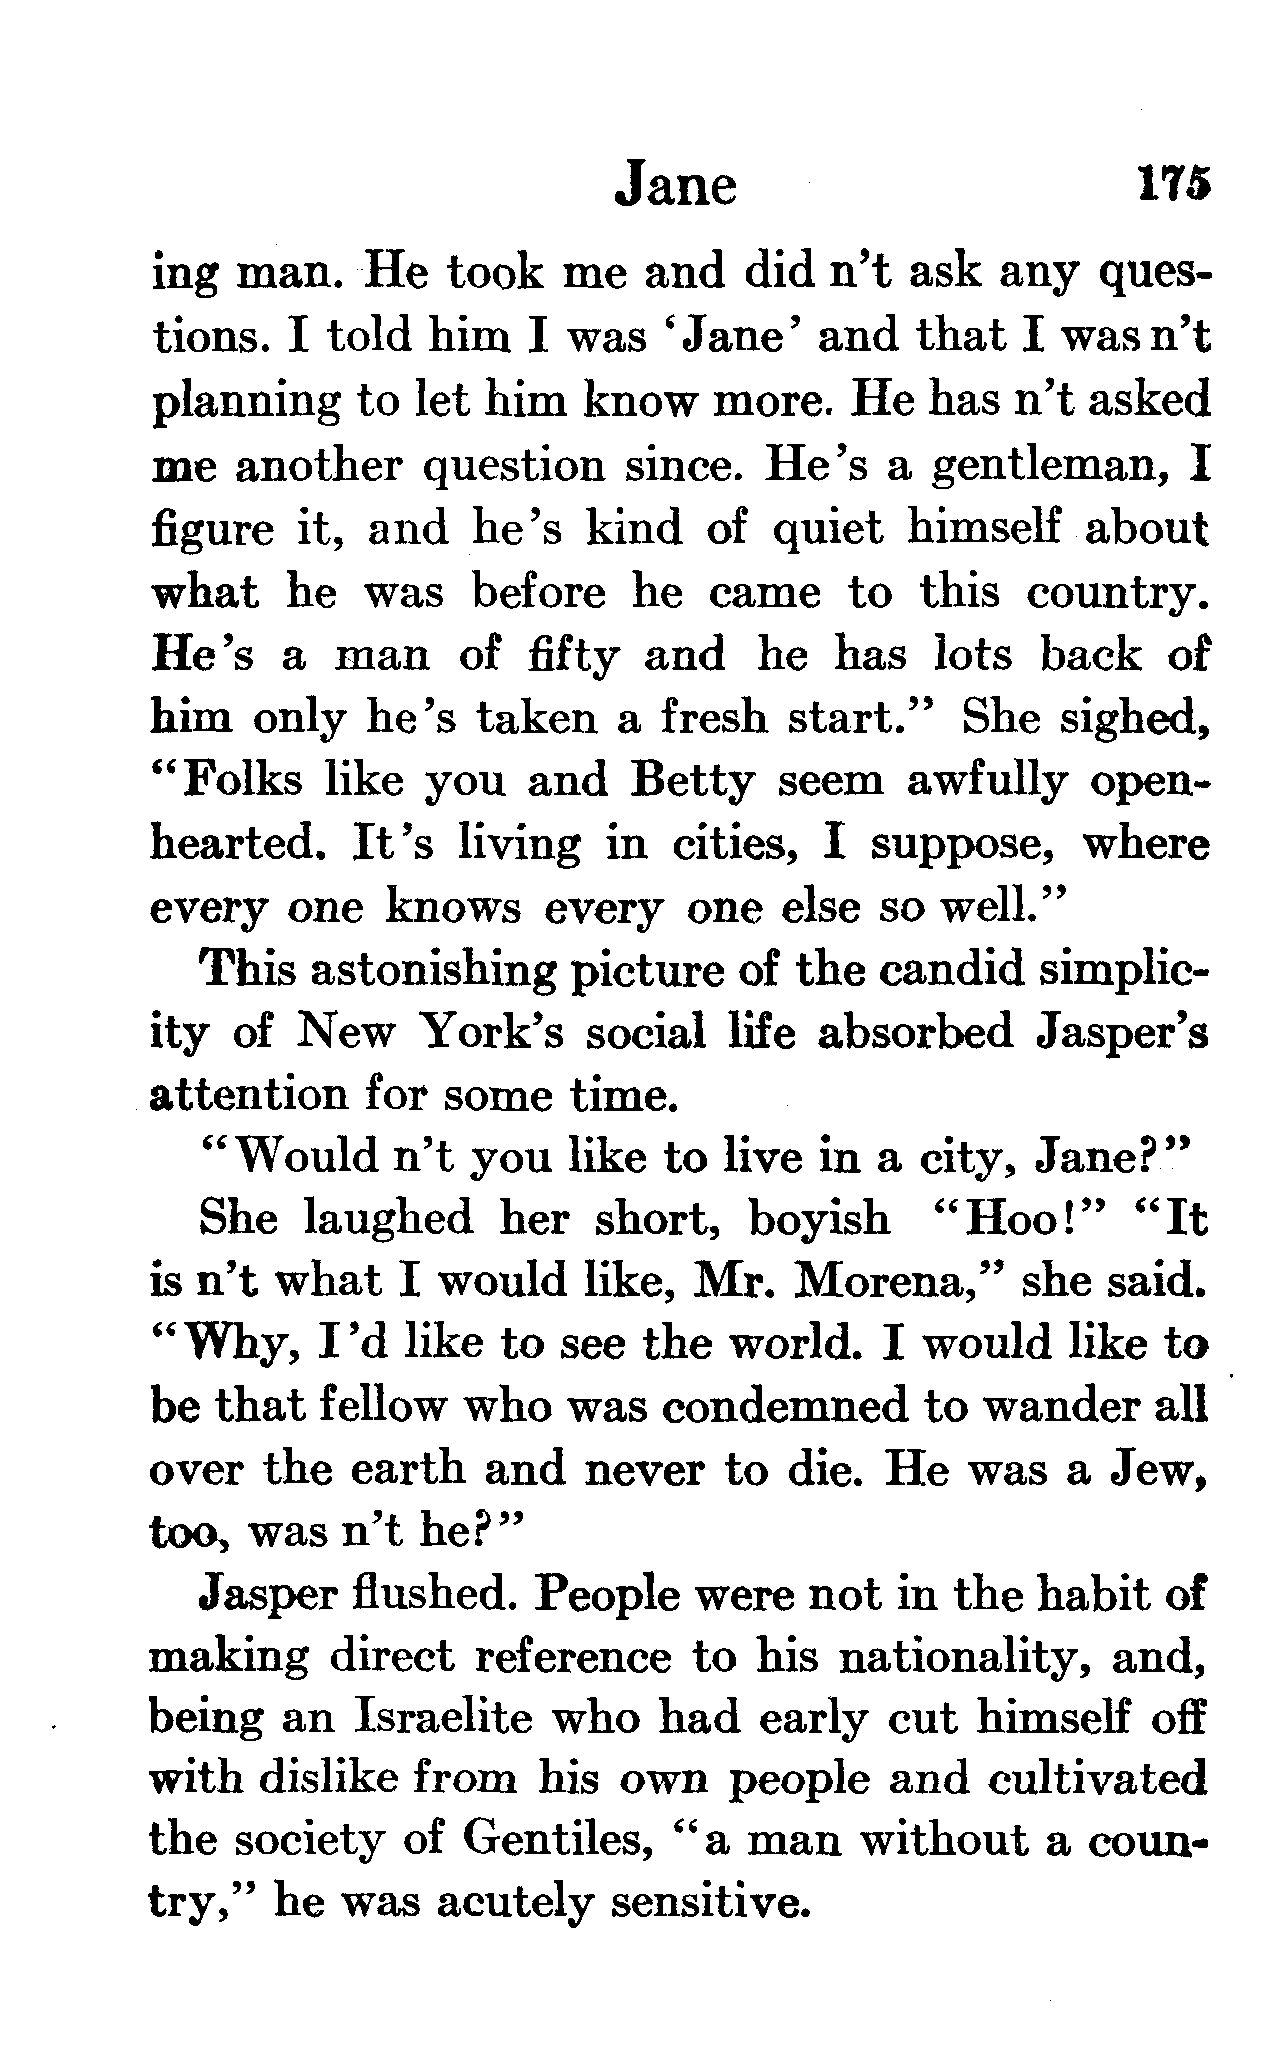 Jane 175
ing man. He took me and did n't ask any ques-
tions. I told him I was 'Jane' and that I was n't
planning to let him know more. He has n't asked
me another question since. He's a gentleman, I
figure it, and he's kind of quiet himself about
what he was before he came to this country.
He's a man of fifty and he has lots back of
him only he's taken a fresh start." She sighed,
"Folks like you and Betty seem awfully open-
hearted. It's living in cities, I suppose, where
every one knows every one else so well."
This astonishing picture of the candid simplic-
ity of New York's social life absorbed Jasper's
attention for some time.
"Would n't you like to live in a city, Jane?"
She laughed her short, boyish "Hoo!" "It
is n't what I would like, Mr. Morena," she said.
"Why, I'd like to see the world. I would like to
be that fellow who was condemned to wander all
over the earth and never to die. He was a Jew,
too, was n't he?"
Jasper flushed. People were not in the habit of
making direct reference to his nationality, and,
being an Israelite who had early cut himself off
with dislike from his own people and cultivated
the society of Gentiles, "a man without a coun-
try," he was acutely sensitive.